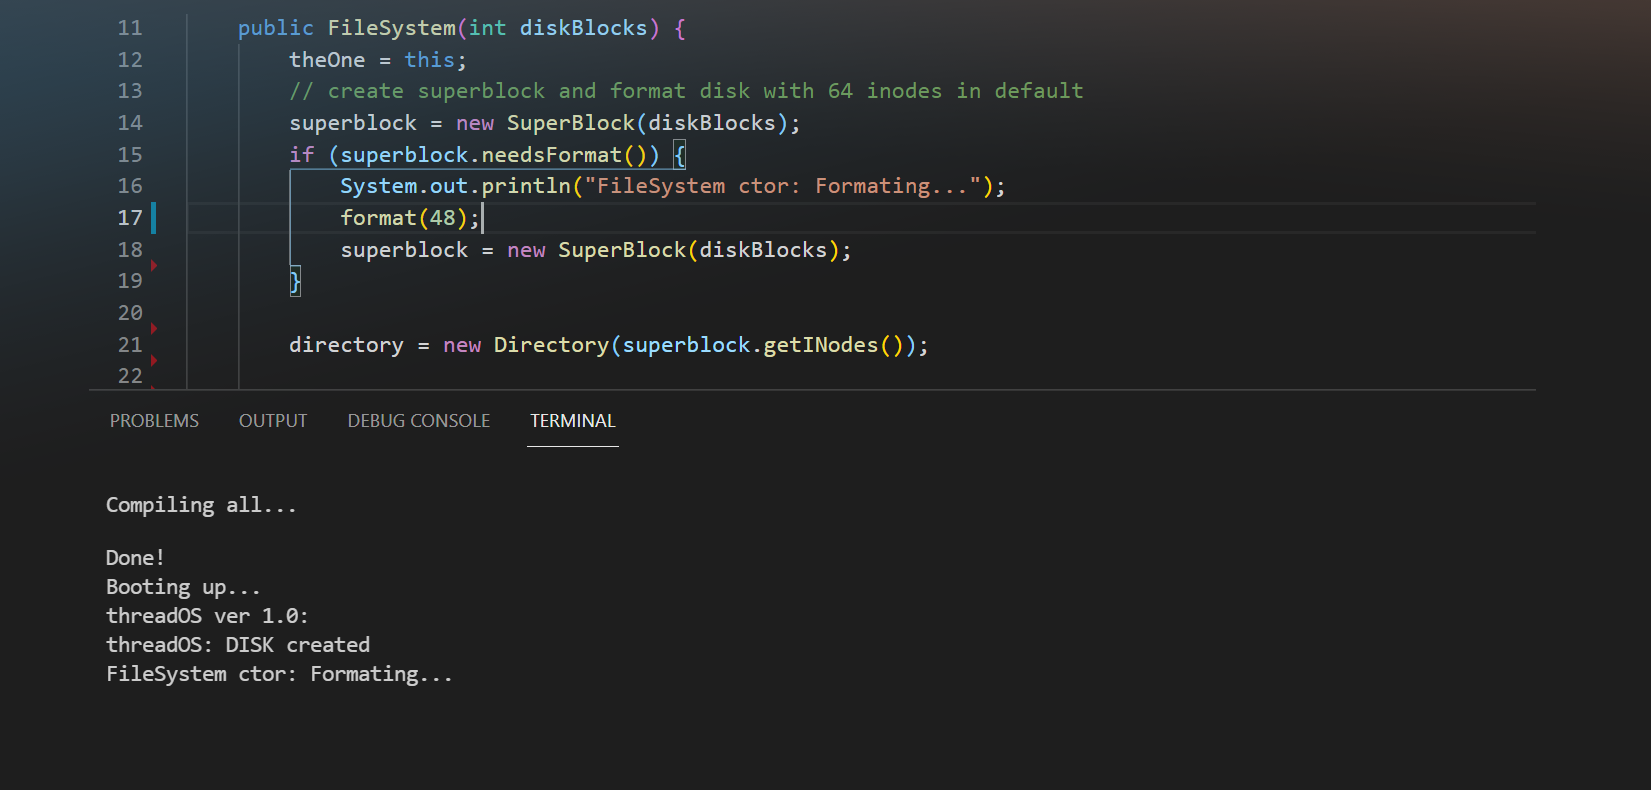 11 public FileSystem(int diskBlocks) {
12 theOne = this;
13 // create superblock and format disk with 64 inodes in default
14 superblock = new SuperBlock(diskBlocks);
15 if (superblock.needsFormat()) {
16 System.out.println("FileSystem ctor: Formating...");
17 format(48);
18 superblock = new SuperBlock(diskBlocks);
19 }
20
21 directory = new Directory(superblock.getINodes());
22
PROBLEMS OUTPUT DEBUG CONSOLE TERMINAL
Compiling all...
Done!
Booting up...
threadOS ver 1.0:
threadOS: DISK created
FileSystem ctor: Formating...